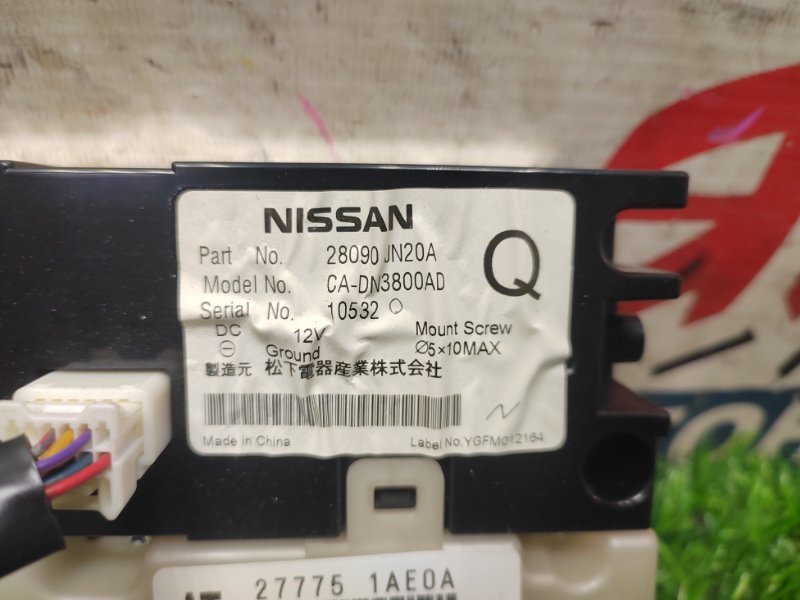 NISSAN
Part No. 28090 JN20A
Model No. CA-DN3800AD
Serial No. 10532
Q
DC 12V
⊖ Ground
Mount Screw
Ø5×10MAX
製造元 松下電器産業株式会社
Made in China
Label No.YGFM012164
27775 1AE0A